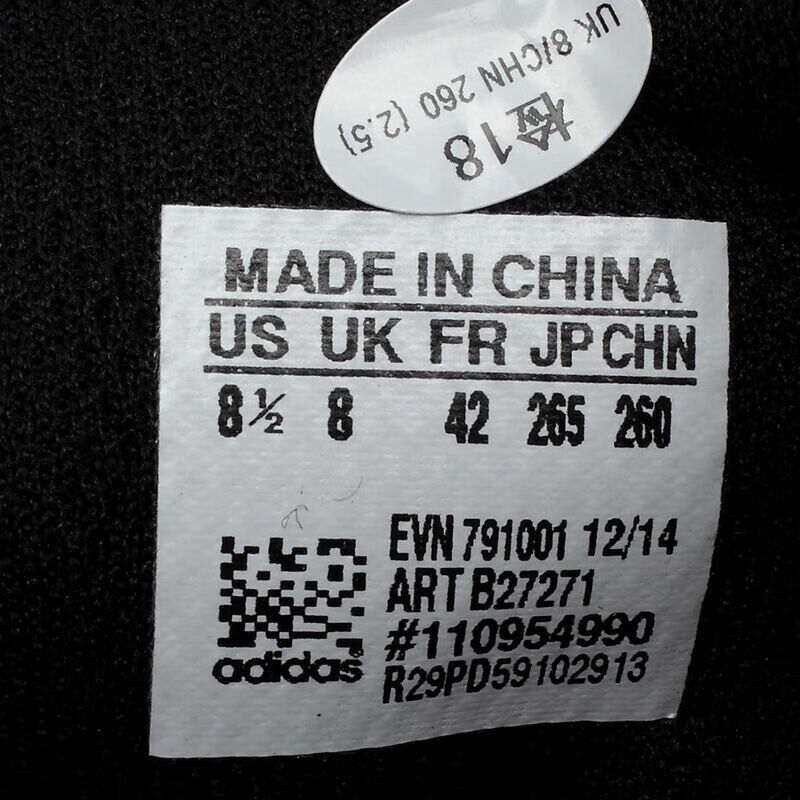 UK 8/CHN 260 (2.5)
检18
MADE IN CHINA
US UK FR JP CHN
8½ 8 42 265 260
EVN 791001 12/14
ART B27271
#110954990
adidas®
R29PD59102913